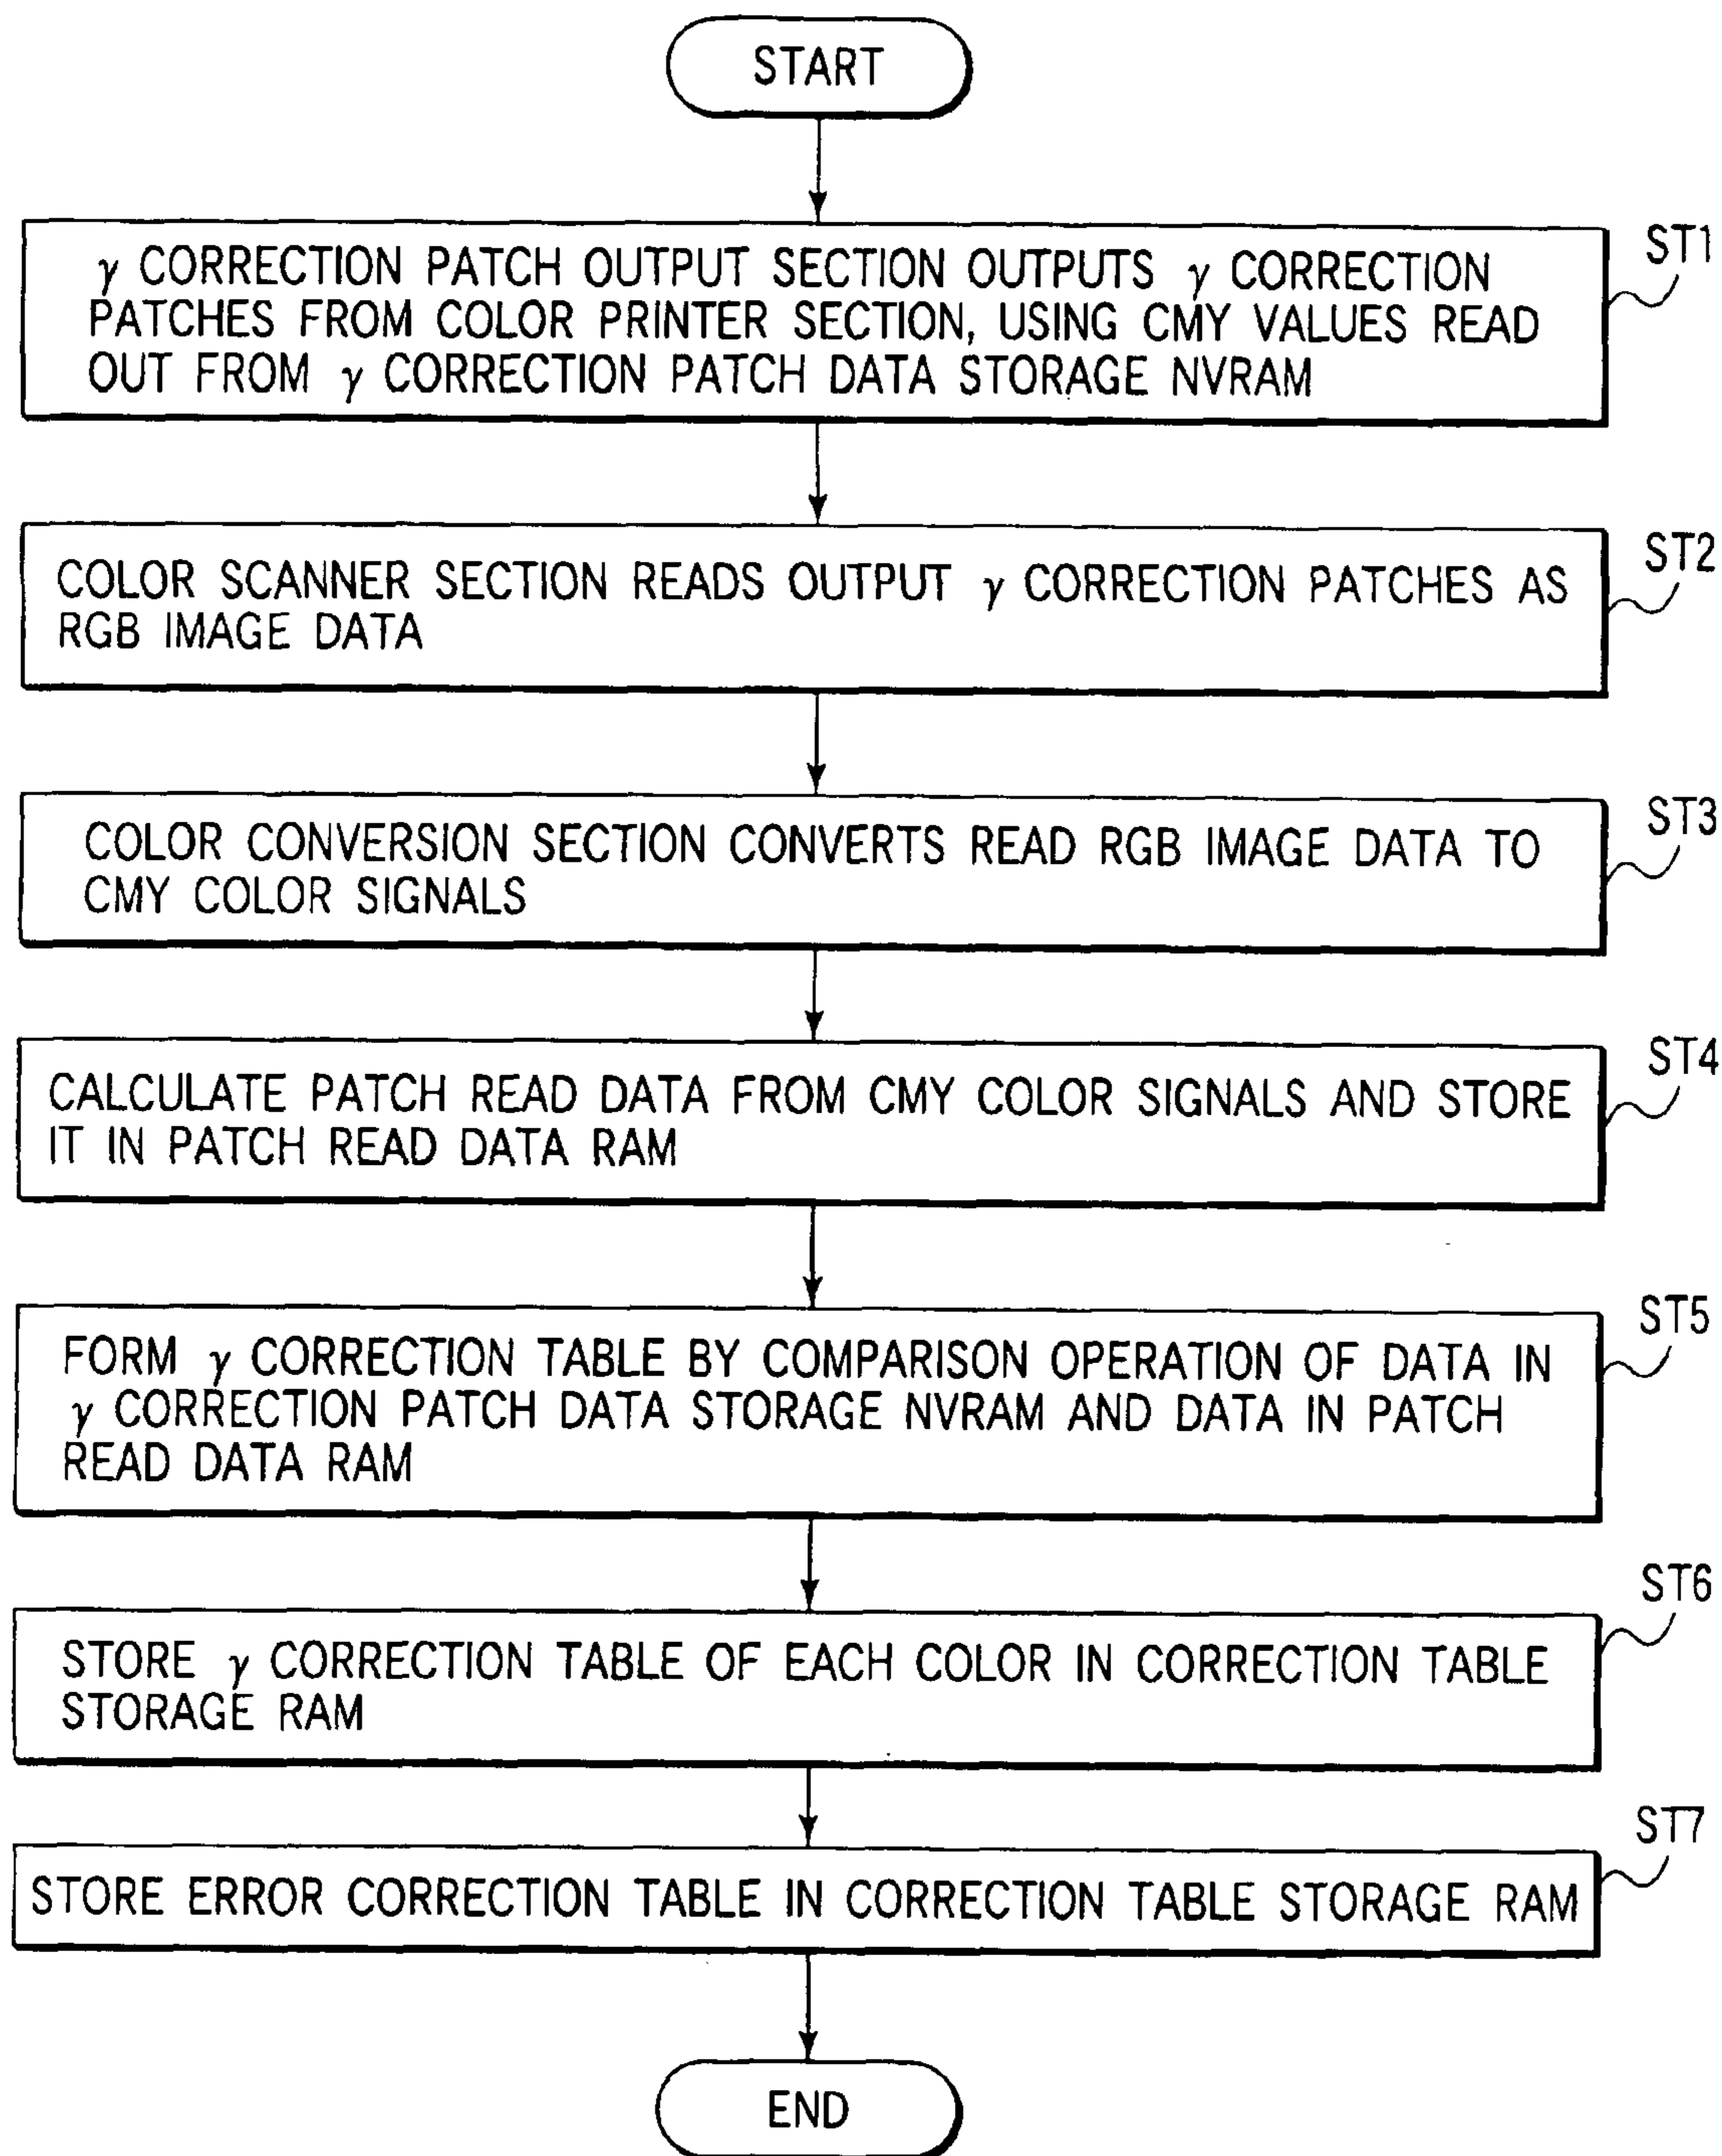 START
γ CORRECTION PATCH OUTPUT SECTION OUTPUTS γ CORRECTION
PATCHES FROM COLOR PRINTER SECTION, USING CMY VALUES READ
OUT FROM γ CORRECTION PATCH DATA STORAGE NVRAM
ST1
COLOR SCANNER SECTION READS OUTPUT γ CORRECTION PATCHES AS
RGB IMAGE DATA
ST2
COLOR CONVERSION SECTION CONVERTS READ RGB IMAGE DATA TO
CMY COLOR SIGNALS
ST3
CALCULATE PATCH READ DATA FROM CMY COLOR SIGNALS AND STORE
IT IN PATCH READ DATA RAM
ST4
FORM γ CORRECTION TABLE BY COMPARISON OPERATION OF DATA IN
γ CORRECTION PATCH DATA STORAGE NVRAM AND DATA IN PATCH
READ DATA RAM
ST5
STORE γ CORRECTION TABLE OF EACH COLOR IN CORRECTION TABLE
STORAGE RAM
ST6
STORE ERROR CORRECTION TABLE IN CORRECTION TABLE STORAGE RAM
ST7
END